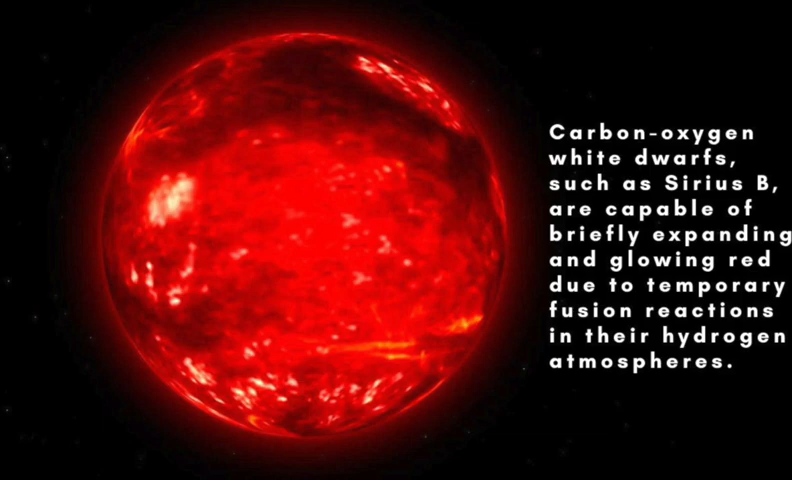 Carbon-oxygen
white dwarfs,
such as Sirius B,
are capable of
briefly expanding
and glowing red
due to temporary
fusion reactions
in their hydrogen
atmospheres.